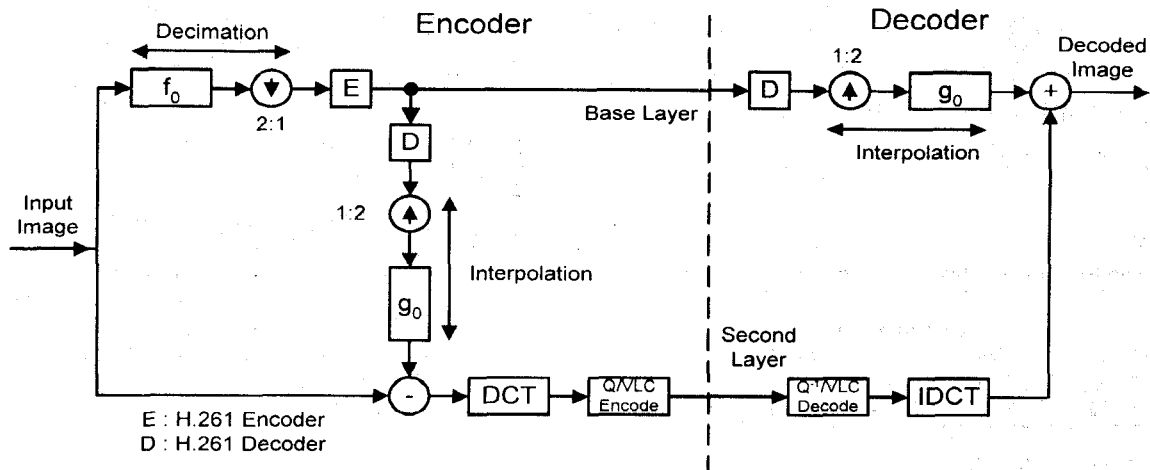 Encoder
Decoder
Decimation
f₀
2:1
E
Base Layer
D
1:2
g₀
Interpolation
+
Decoded
Image
D
1:2
g₀
Interpolation
Input
Image
-
DCT
Q/VLC
Encode
Second
Layer
Q⁻¹/VLC
Decode
IDCT
E : H.261 Encoder
D : H.261 Decoder